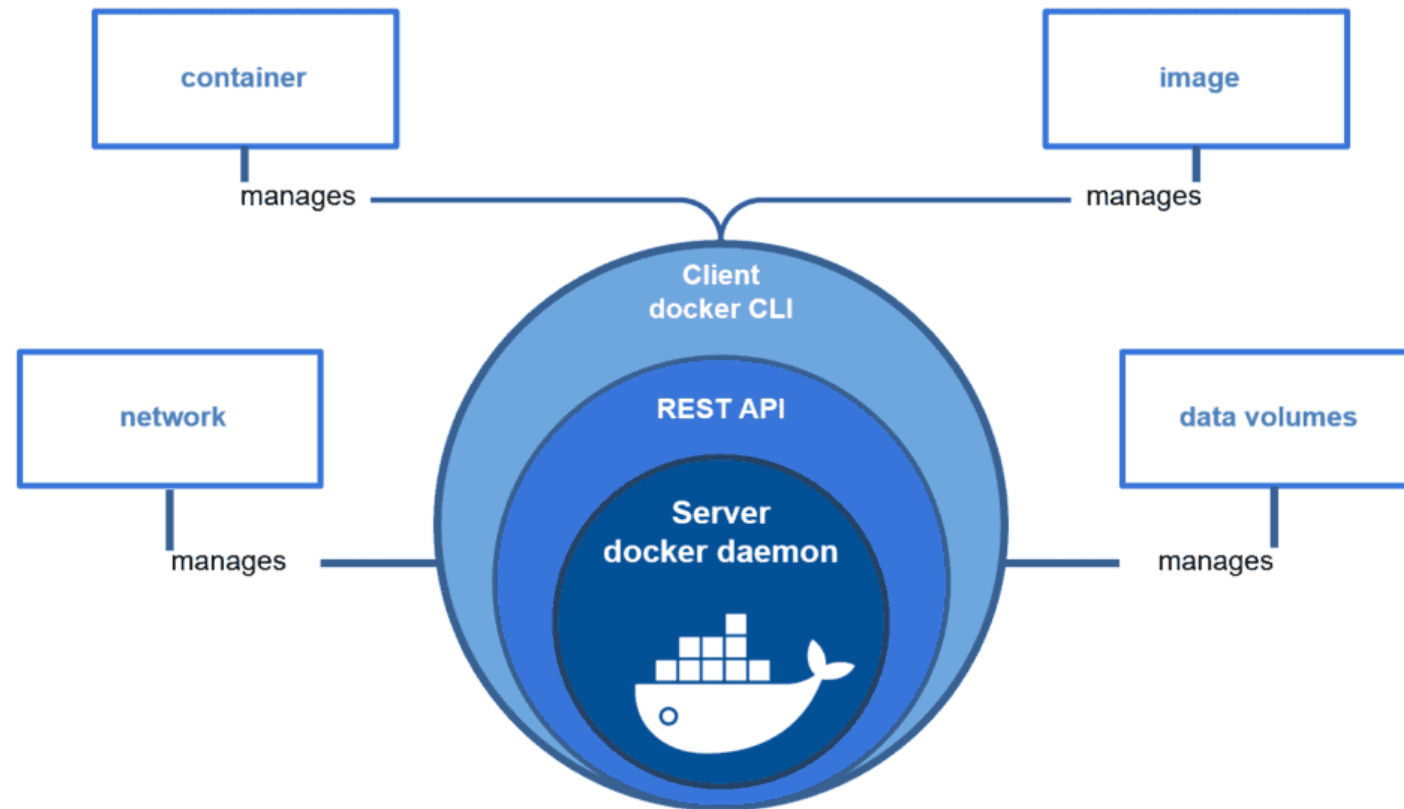 container
image
manages
manages
Client
docker CLI
network
REST API
data volumes
Server
docker daemon
manages
manages